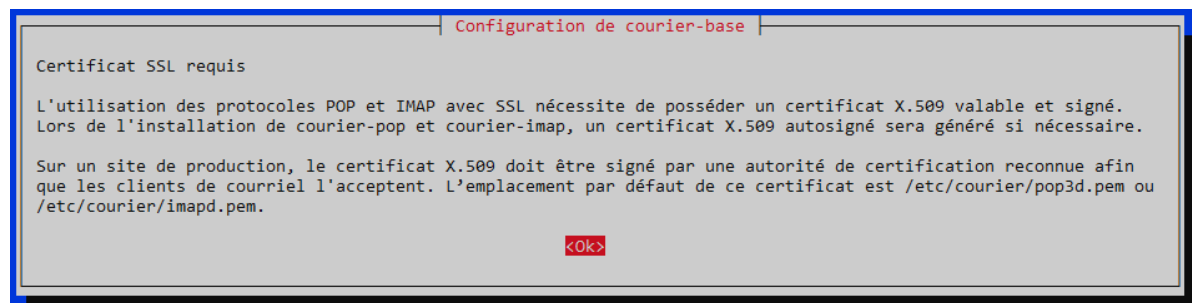 Configuration de courier-base
Certificat SSL requis
L'utilisation des protocoles POP et IMAP avec SSL nécessite de posséder un certificat X.509 valable et signé.
Lors de l'installation de courier-pop et courier-imap, un certificat X.509 autosigné sera généré si nécessaire.
Sur un site de production, le certificat X.509 doit être signé par une autorité de certification reconnue afin
que les clients de courriel l'acceptent. L’emplacement par défaut de ce certificat est /etc/courier/pop3d.pem ou
/etc/courier/imapd.pem.
<Ok>